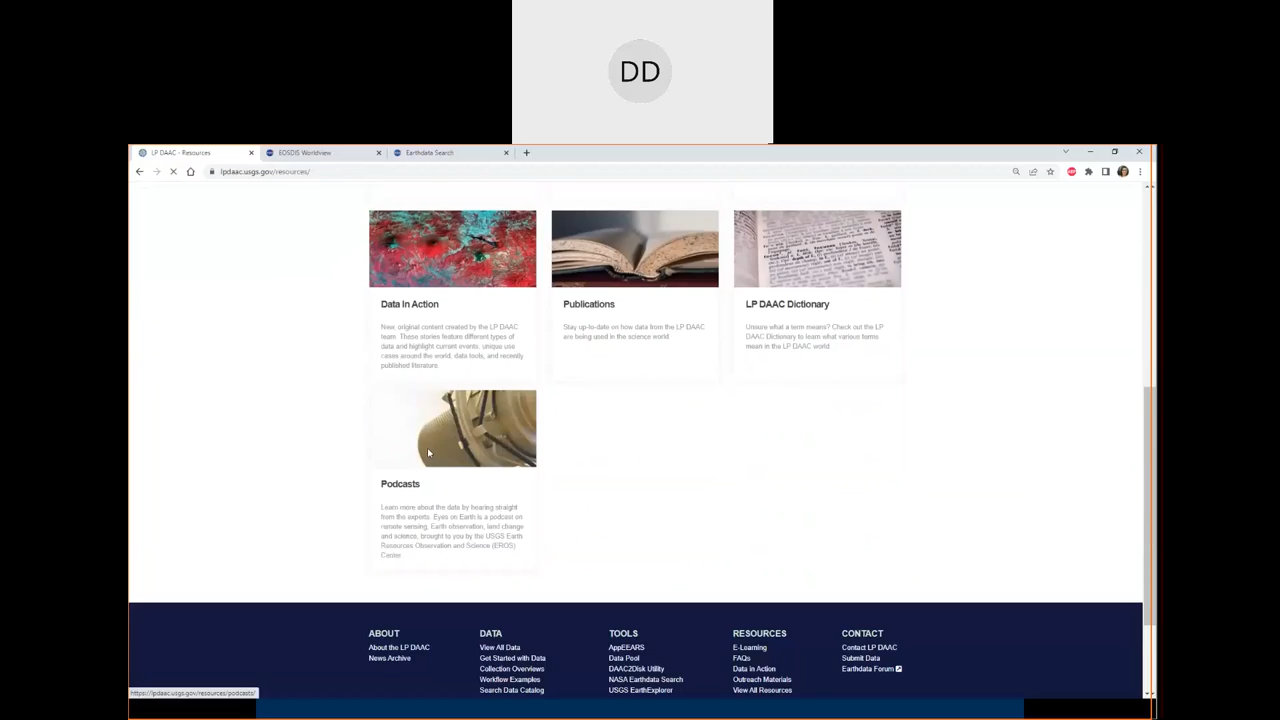 DD
LP DAAC - Resources
EOSDIS Worldview
Earthdata Search
lpdaac.usgs.gov/resources/
Data In Action
New, original content created by the LP DAAC
team. These stories feature different types of
data and highlight current events, unique use
cases around the world, data tools, and recently
published literature
Publications
Stay up-to-date on how data from the LP DAAC
are being used in the science world
LP DAAC Dictionary
Unsure what a term means? Check out the LP
DAAC Dictionary to learn what various terms
mean in the LP DAAC world.
Podcasts
Learn more about the data by hearing straight
from the experts. Eyes on Earth is a podcast on
remote sensing, Earth observation, land change
and science, brought to you by the USGS Earth
Resources Observation and Science (EROS)
Center
ABOUT
About the LP DAAC
News Archive
DATA
View All Data
Get Started with Data
Collection Overviews
Workflow Examples
Search Data Catalog
TOOLS
AppEEARS
Data Pool
DAAC2Disk Utility
NASA Earthdata Search
USGS EarthExplorer
RESOURCES
E-Learning
FAQs
Data in Action
Outreach Materials
View All Resources
CONTACT
Contact LP DAAC
Submit Data
Earthdata Forum
https://lpdaac.usgs.gov/resources/podcasts/